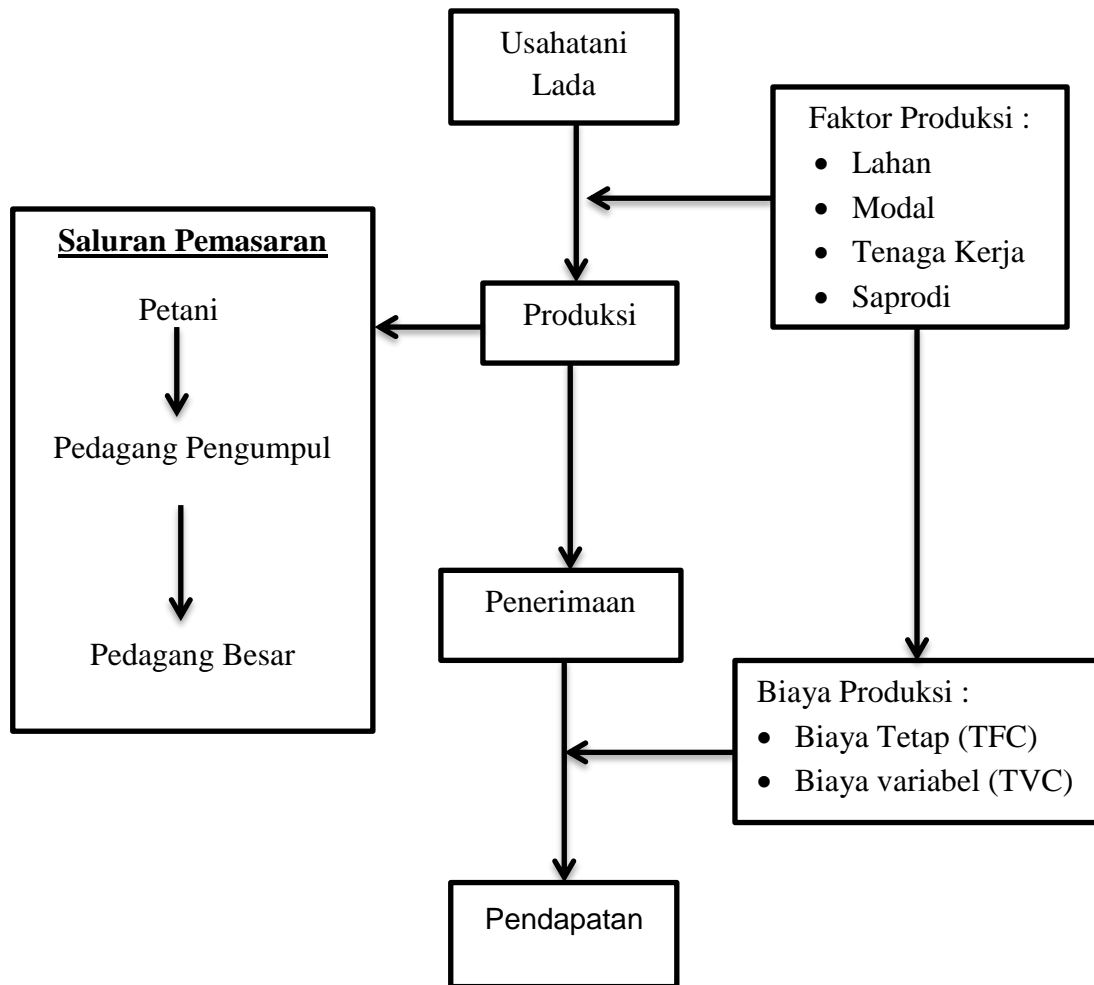 Usahatani
Lada
Faktor Produksi :
• Lahan
• Modal
• Tenaga Kerja
• Saprodi
Saluran Pemasaran
Petani
Pedagang Pengumpul
Pedagang Besar
Produksi
Penerimaan
Biaya Produksi :
• Biaya Tetap (TFC)
• Biaya variabel (TVC)
Pendapatan